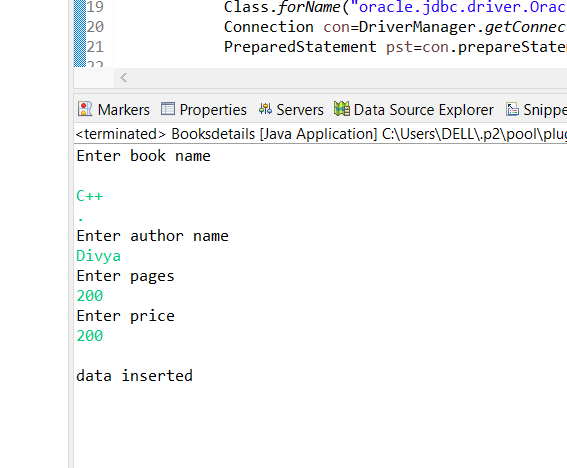 19 Class.forName("oracle.jdbc.driver.Orac
20 Connection con=DriverManager.getConnec
21 PreparedStatement pst=con.prepareState
22
Markers Properties Servers Data Source Explorer Snippe
<terminated> Booksdetails [Java Application] C:\Users\DELL\.p2\pool\plug
Enter book name
C++
.
Enter author name
Divya
Enter pages
200
Enter price
200
data inserted